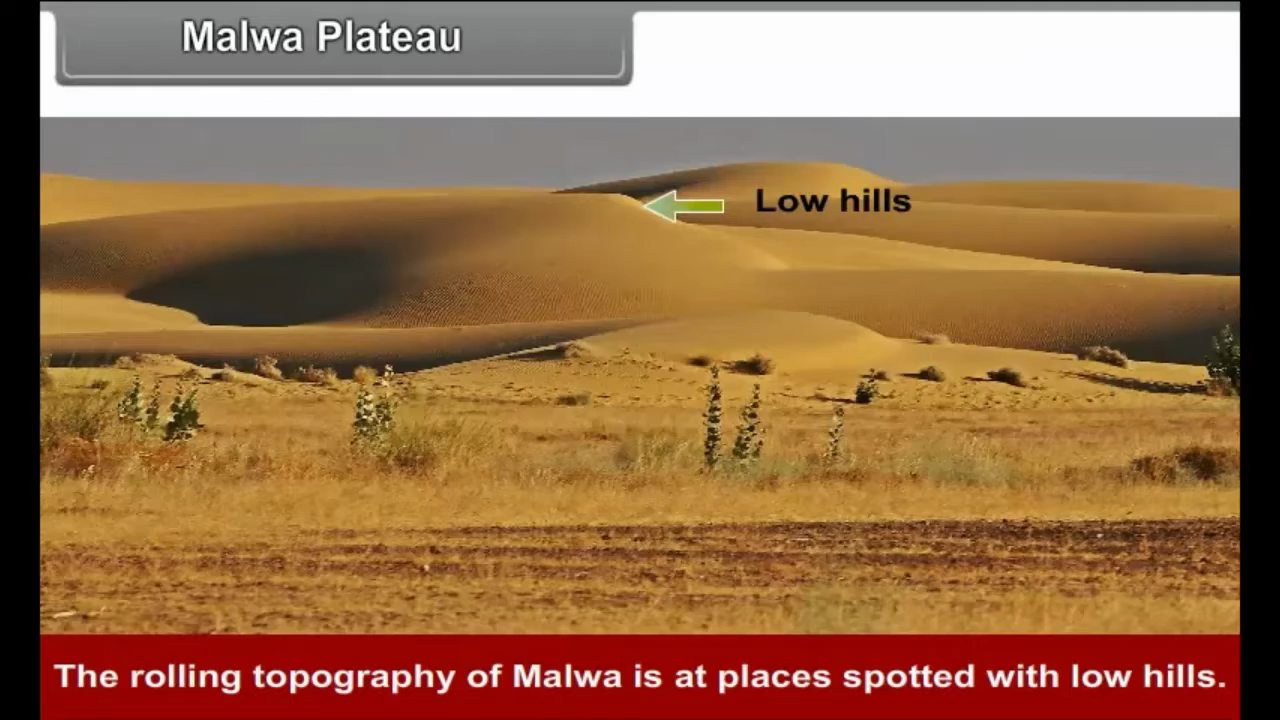 Malwa Plateau
Low hills
The rolling topography of Malwa is at places spotted with low hills.